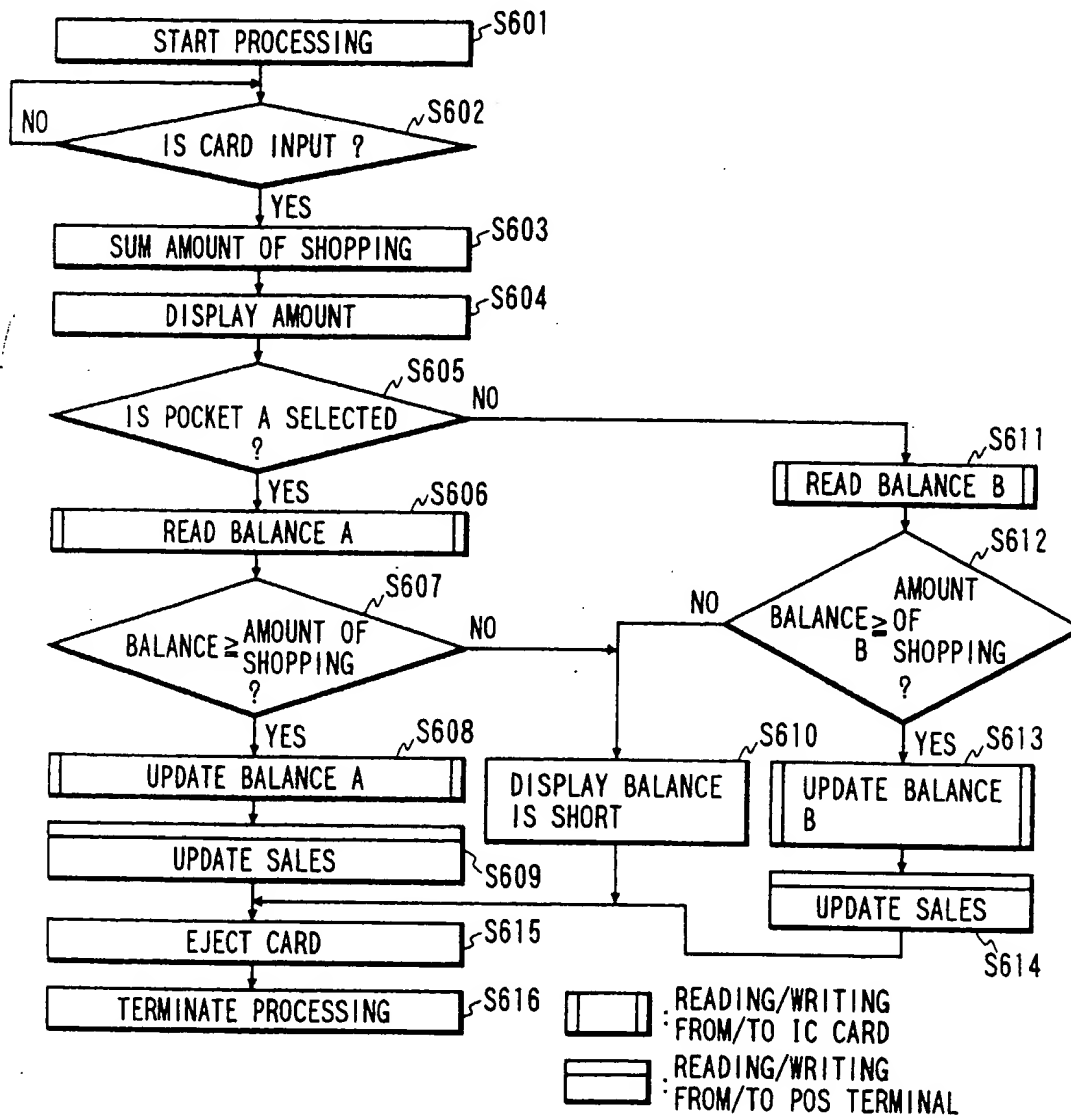 START PROCESSING
S601
NO
IS CARD INPUT ?
S602
YES
SUM AMOUNT OF SHOPPING
S603
DISPLAY AMOUNT
S604
S605
IS POCKET A SELECTED
?
NO
YES
S606
READ BALANCE A
S611
READ BALANCE B
S607
BALANCE ≧ AMOUNT OF
SHOPPING
?
NO
S612
NO
BALANCE
B
≧
AMOUNT
OF
SHOPPING
?
YES
S608
UPDATE BALANCE A
S610
DISPLAY BALANCE
IS SHORT
YES
S613
UPDATE BALANCE
B
UPDATE SALES
S609
UPDATE SALES
S614
EJECT CARD
S615
TERMINATE PROCESSING
S616
: READING/WRITING
FROM/TO IC CARD
: READING/WRITING
FROM/TO POS TERMINAL